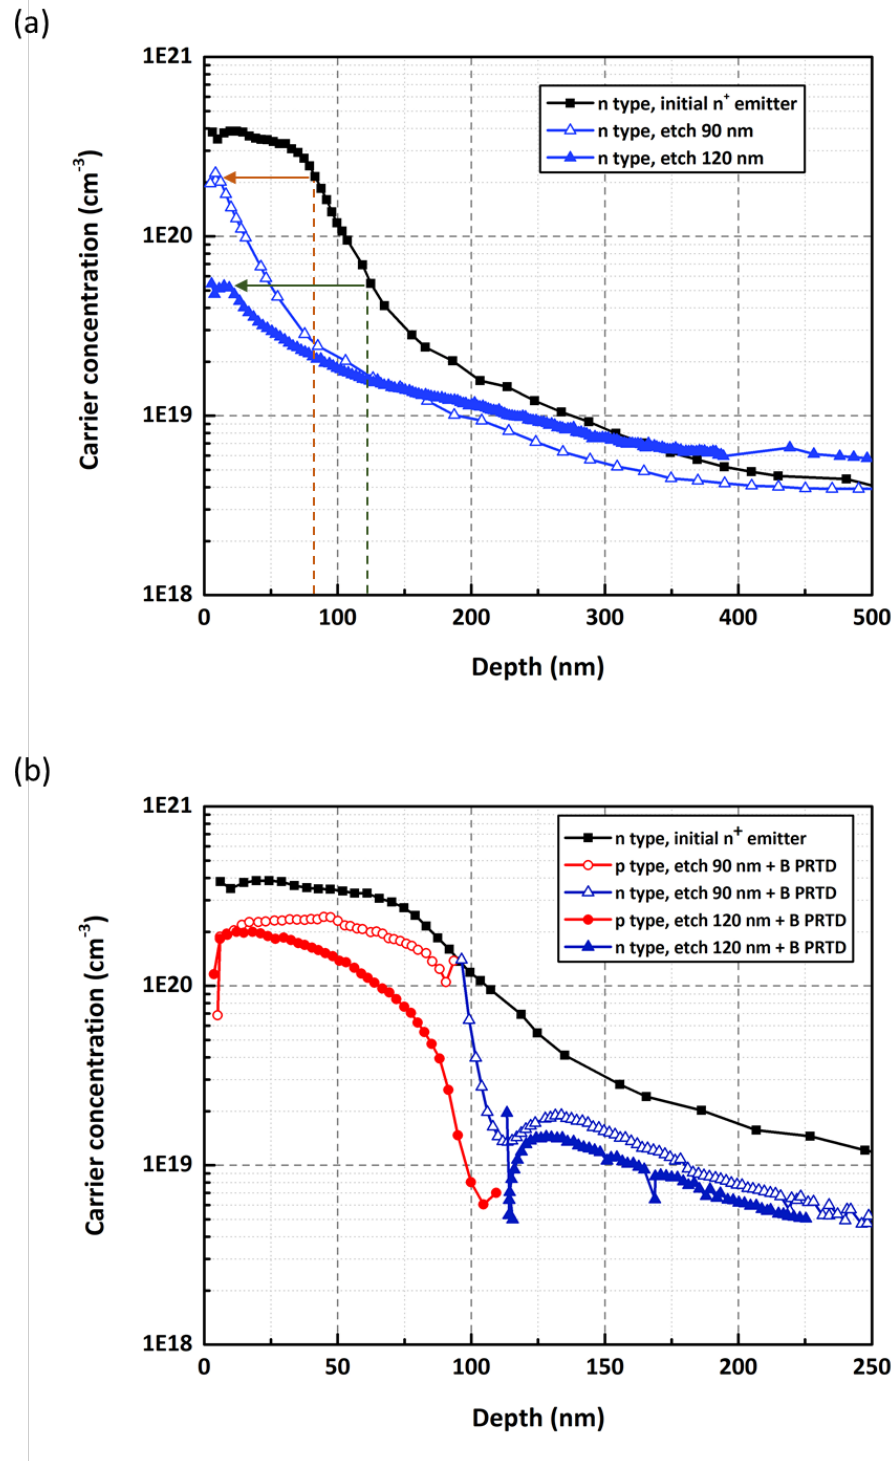 (a)
1E21
1E20
1E19
1E18
Carrier concentration (cm⁻³)
n type, initial n⁺ emitter
n type, etch 90 nm
n type, etch 120 nm
0 100 200 300 400 500
Depth (nm)
(b)
1E21
1E20
1E19
1E18
Carrier concentration (cm⁻³)
n type, initial n⁺ emitter
p type, etch 90 nm + B PRTD
n type, etch 90 nm + B PRTD
p type, etch 120 nm + B PRTD
n type, etch 120 nm + B PRTD
0 50 100 150 200 250
Depth (nm)